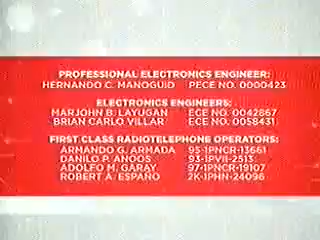 PROFESSIONAL ELECTRONICS ENGINEER:
HERNANDO C. MANOGUID PECE NO. 0000423
ELECTRONICS ENGINEERS:
MARJOHN B. LAYUGAN ECE NO. 0042867
BRIAN CARLO VILLAR ECE NO. 0058431
FIRST CLASS RADIOTELEPHONE OPERATORS:
ARMANDO G. ARMADA 95-1PNCR-13661
DANILO P. ANOOS 93-1PVII-2513
ADOLFO M. GARAY 97-1PNCR-19107
ROBERT A. ESPAÑO 2K-1PHN-24096